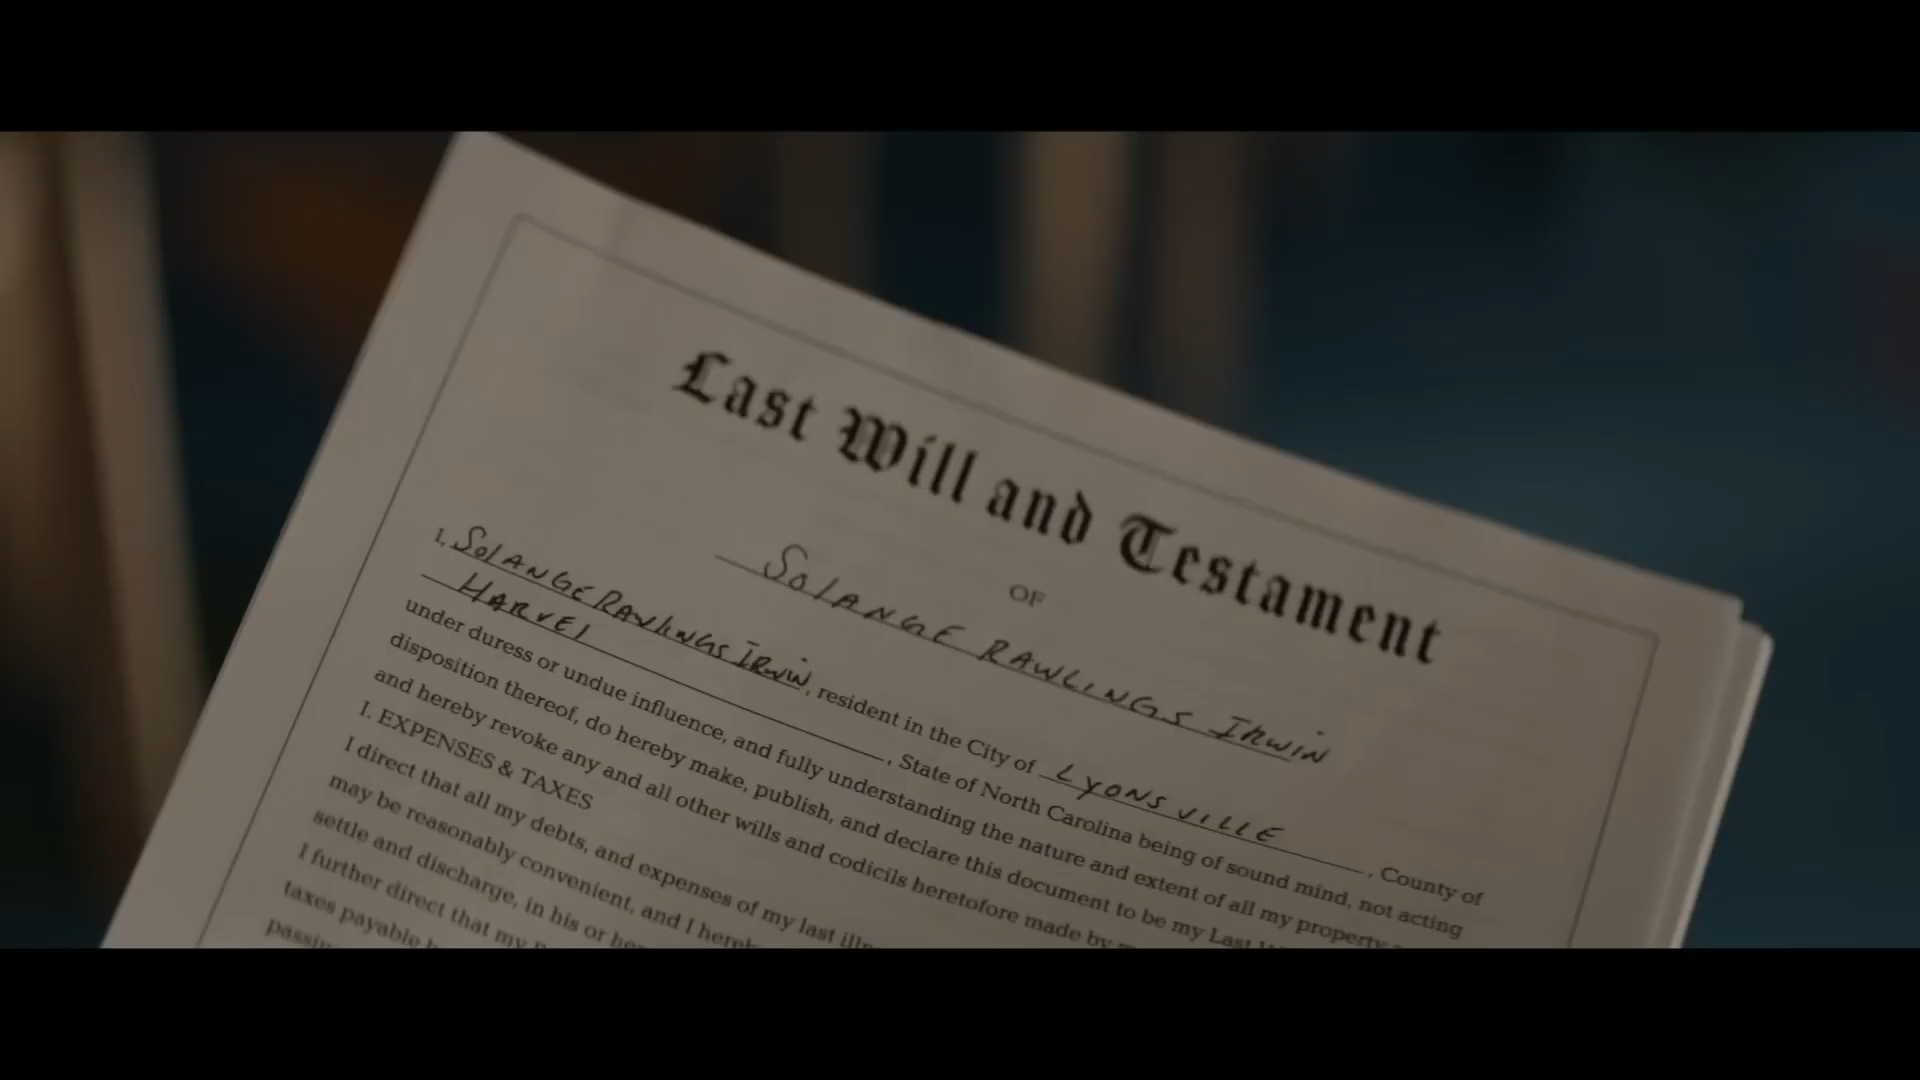 Last Will and Testament
OF
SOLANGE RAWLINGS IRWIN
I, SOLANGE RAWLINGS IRWIN, resident in the City of LYONSVILLE, County of
HARVEL, State of North Carolina being of sound mind, not acting
under duress or undue influence, and fully understanding the nature and extent of all my property
disposition thereof, do hereby make, publish, and declare this document to be my Last
and hereby revoke any and all other wills and codicils heretofore made by
I. EXPENSES & TAXES
I direct that all my debts, and expenses of my last
may be reasonably convenient, and I
settle and discharge, in his or
I further direct that my
taxes payable